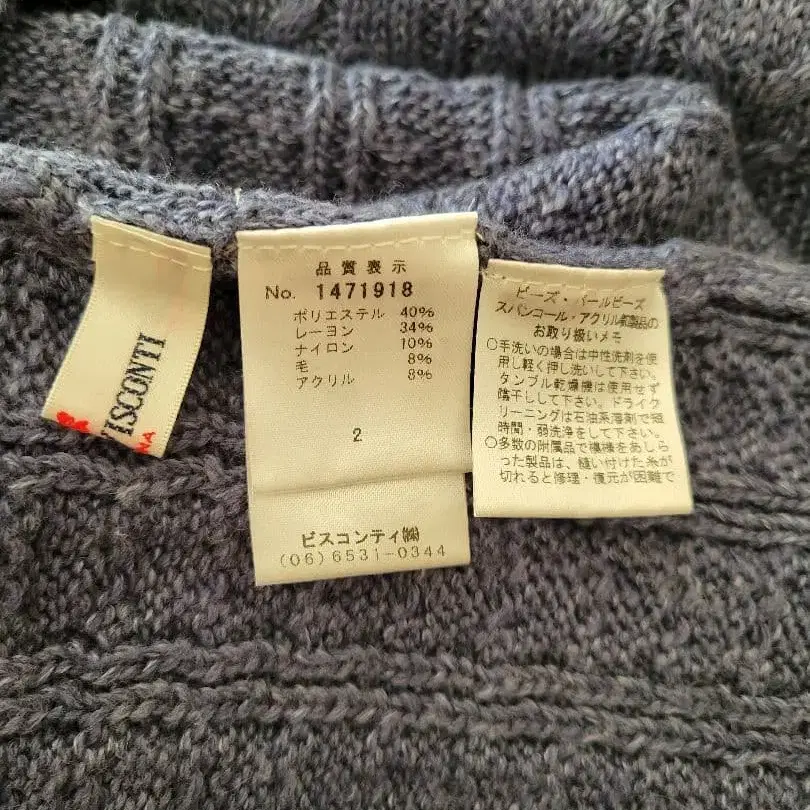 VISCONTI
NA
品質表示
No. 1471918
ポリエステル 40%
レーヨン 34%
ナイロン 10%
毛 8%
アクリル 8%
2
ビスコンティ㈱
(06)6531-0344
ビーズ・パールビーズ
スパンコール・アクリル釦製品の
お取り扱いメモ
○手洗いの場合は中性洗剤を使
用し軽く押し洗いして下さい。
タンブル乾燥機は使用せず
陰干しして下さい。ドライク
リーニングは石油系溶剤で短
時間・弱洗浄をして下さい。
○多数の附属品で模様をあしら
った製品は、縫い付けた糸が
切れると修理・復元が困難で